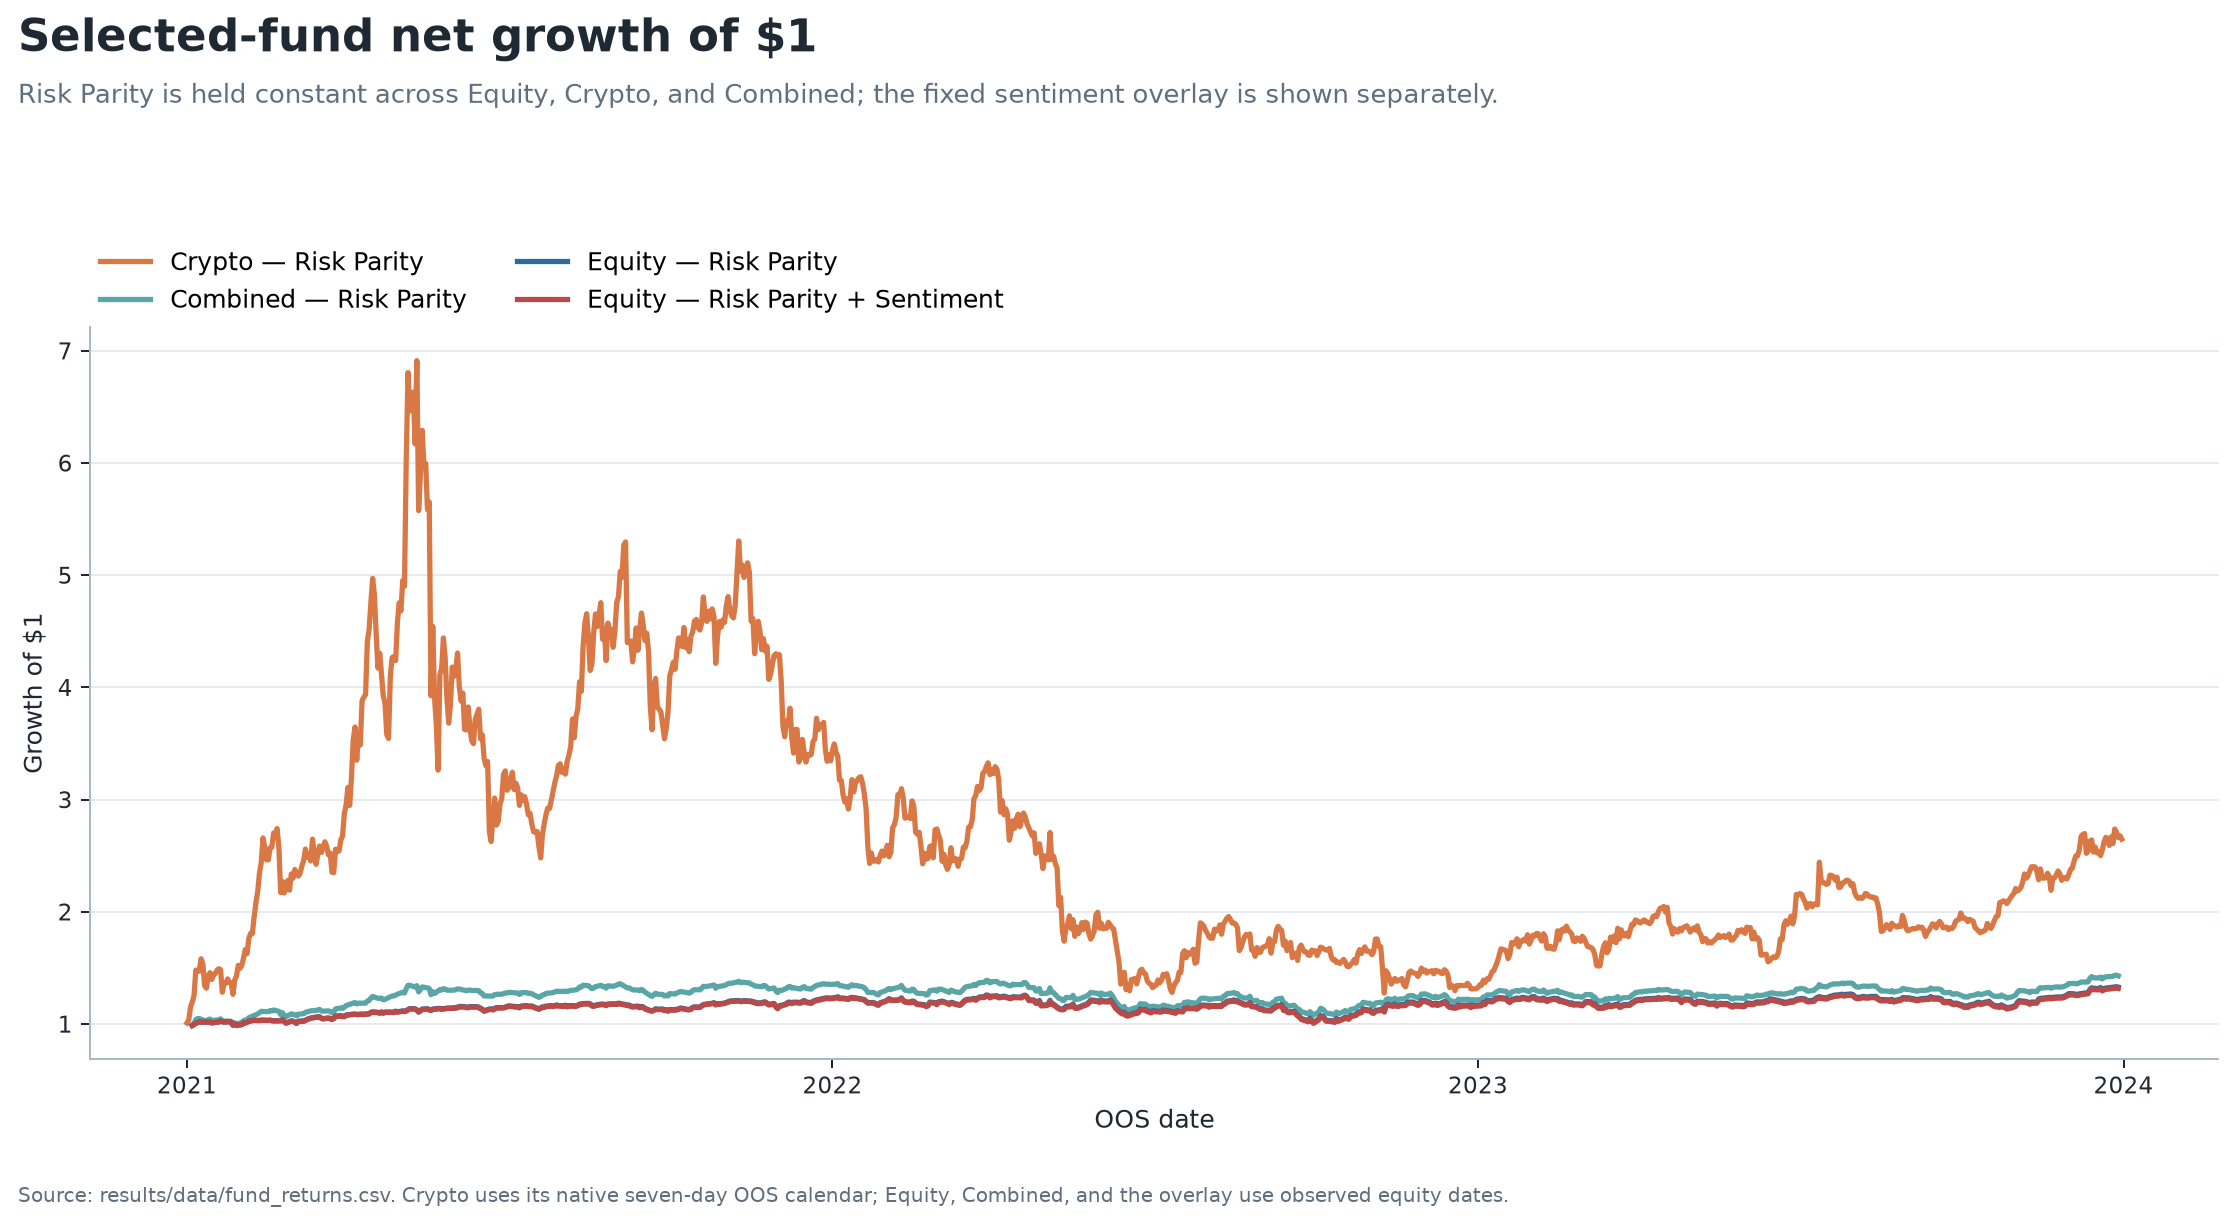 Selected-fund net growth of $1
Risk Parity is held constant across Equity, Crypto, and Combined; the fixed sentiment overlay is shown separately.
Crypto — Risk Parity
Combined — Risk Parity
Equity — Risk Parity
Equity — Risk Parity + Sentiment
Growth of $1
7
6
5
4
3
2
1
2021
2022
2023
2024
OOS date
Source: results/data/fund_returns.csv. Crypto uses its native seven-day OOS calendar; Equity, Combined, and the overlay use observed equity dates.